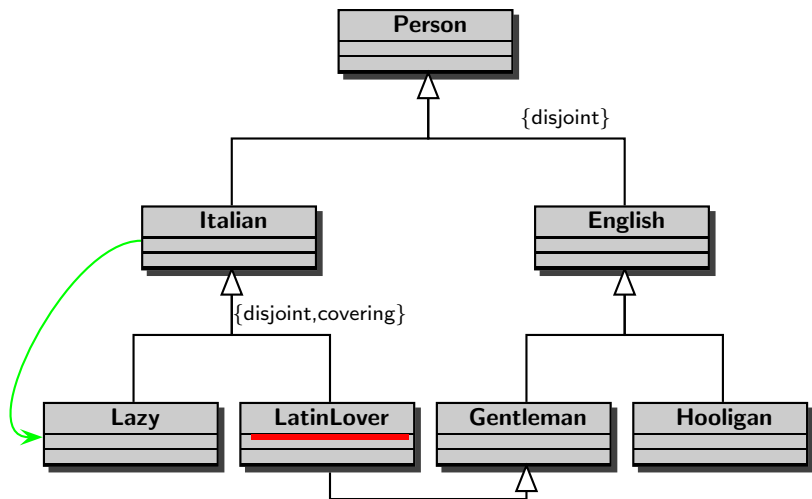 Person
{disjoint}
Italian
English
{disjoint,covering}
Lazy
LatinLover
Gentleman
Hooligan